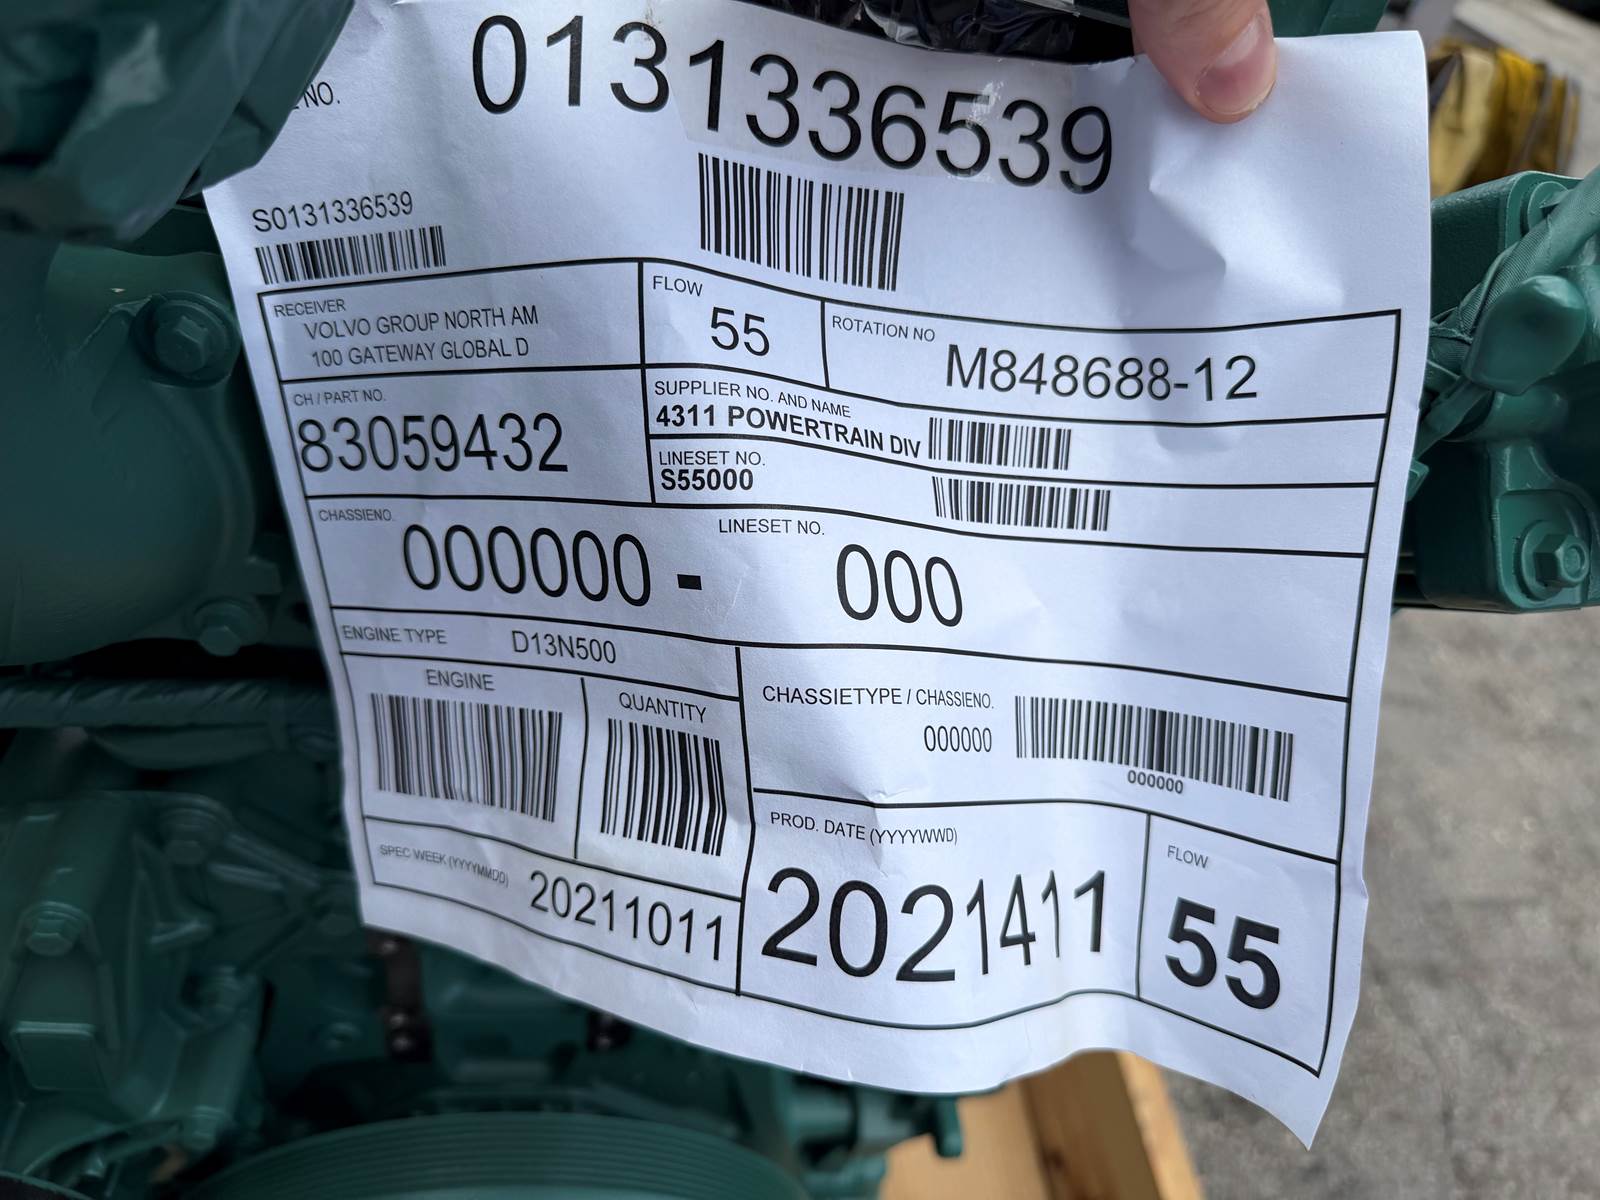 NO.
0131336539
S0131336539
RECEIVER
VOLVO GROUP NORTH AM
100 GATEWAY GLOBAL D
FLOW
55
ROTATION NO
M848688-12
CH / PART NO.
83059432
SUPPLIER NO. AND NAME
4311 POWERTRAIN DIV
LINESET NO.
S55000
CHASSIENO.
000000 -
LINESET NO.
000
ENGINE TYPE
D13N500
ENGINE
QUANTITY
CHASSIETYPE / CHASSIENO.
000000
000000
SPEC WEEK (YYYYMMDD)
20211011
PROD. DATE (YYYYWWD)
2021411
FLOW
55